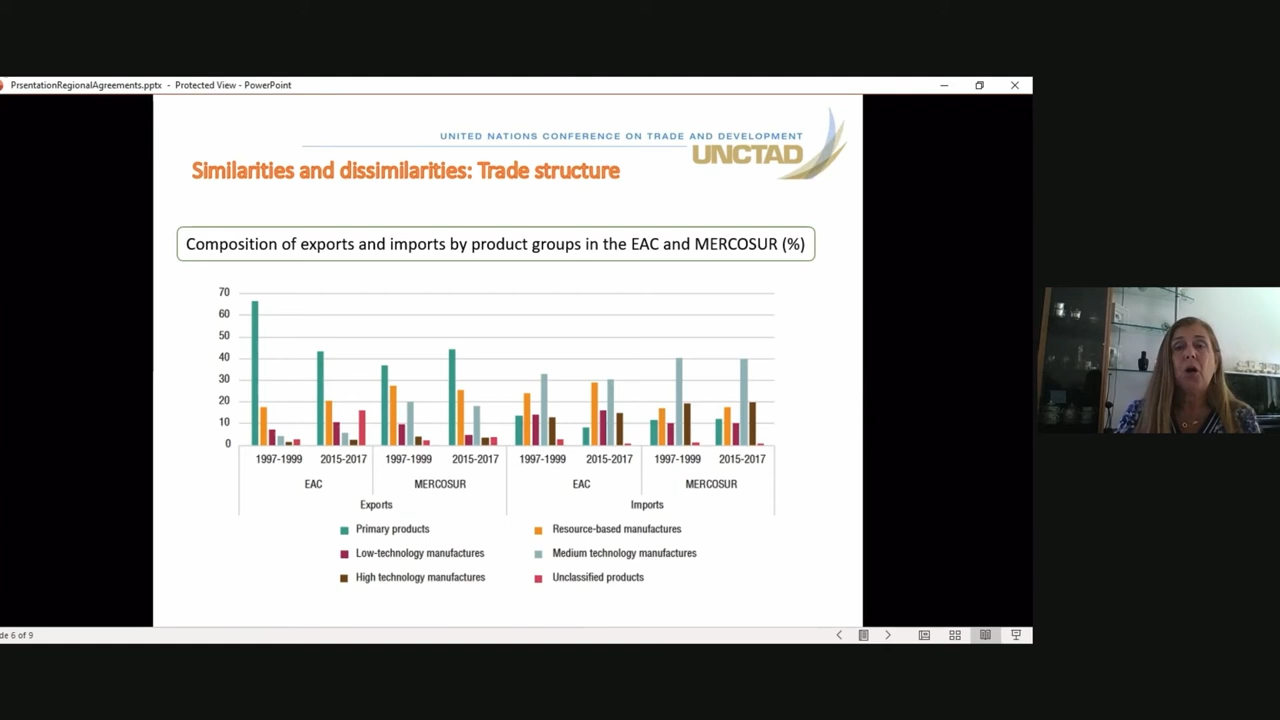 PrsentationRegionalAgreements.pptx - Protected View - PowerPoint
UNITED NATIONS CONFERENCE ON TRADE AND DEVELOPMENT
UNCTAD
Similarities and dissimilarities: Trade structure
Composition of exports and imports by product groups in the EAC and MERCOSUR (%)
70
60
50
40
30
20
10
0
1997-1999 2015-2017 1997-1999 2015-2017 1997-1999 2015-2017 1997-1999 2015-2017
EAC MERCOSUR EAC MERCOSUR
Exports Imports
Primary products Resource-based manufactures
Low-technology manufactures Medium technology manufactures
High technology manufactures Unclassified products
de 6 of 9